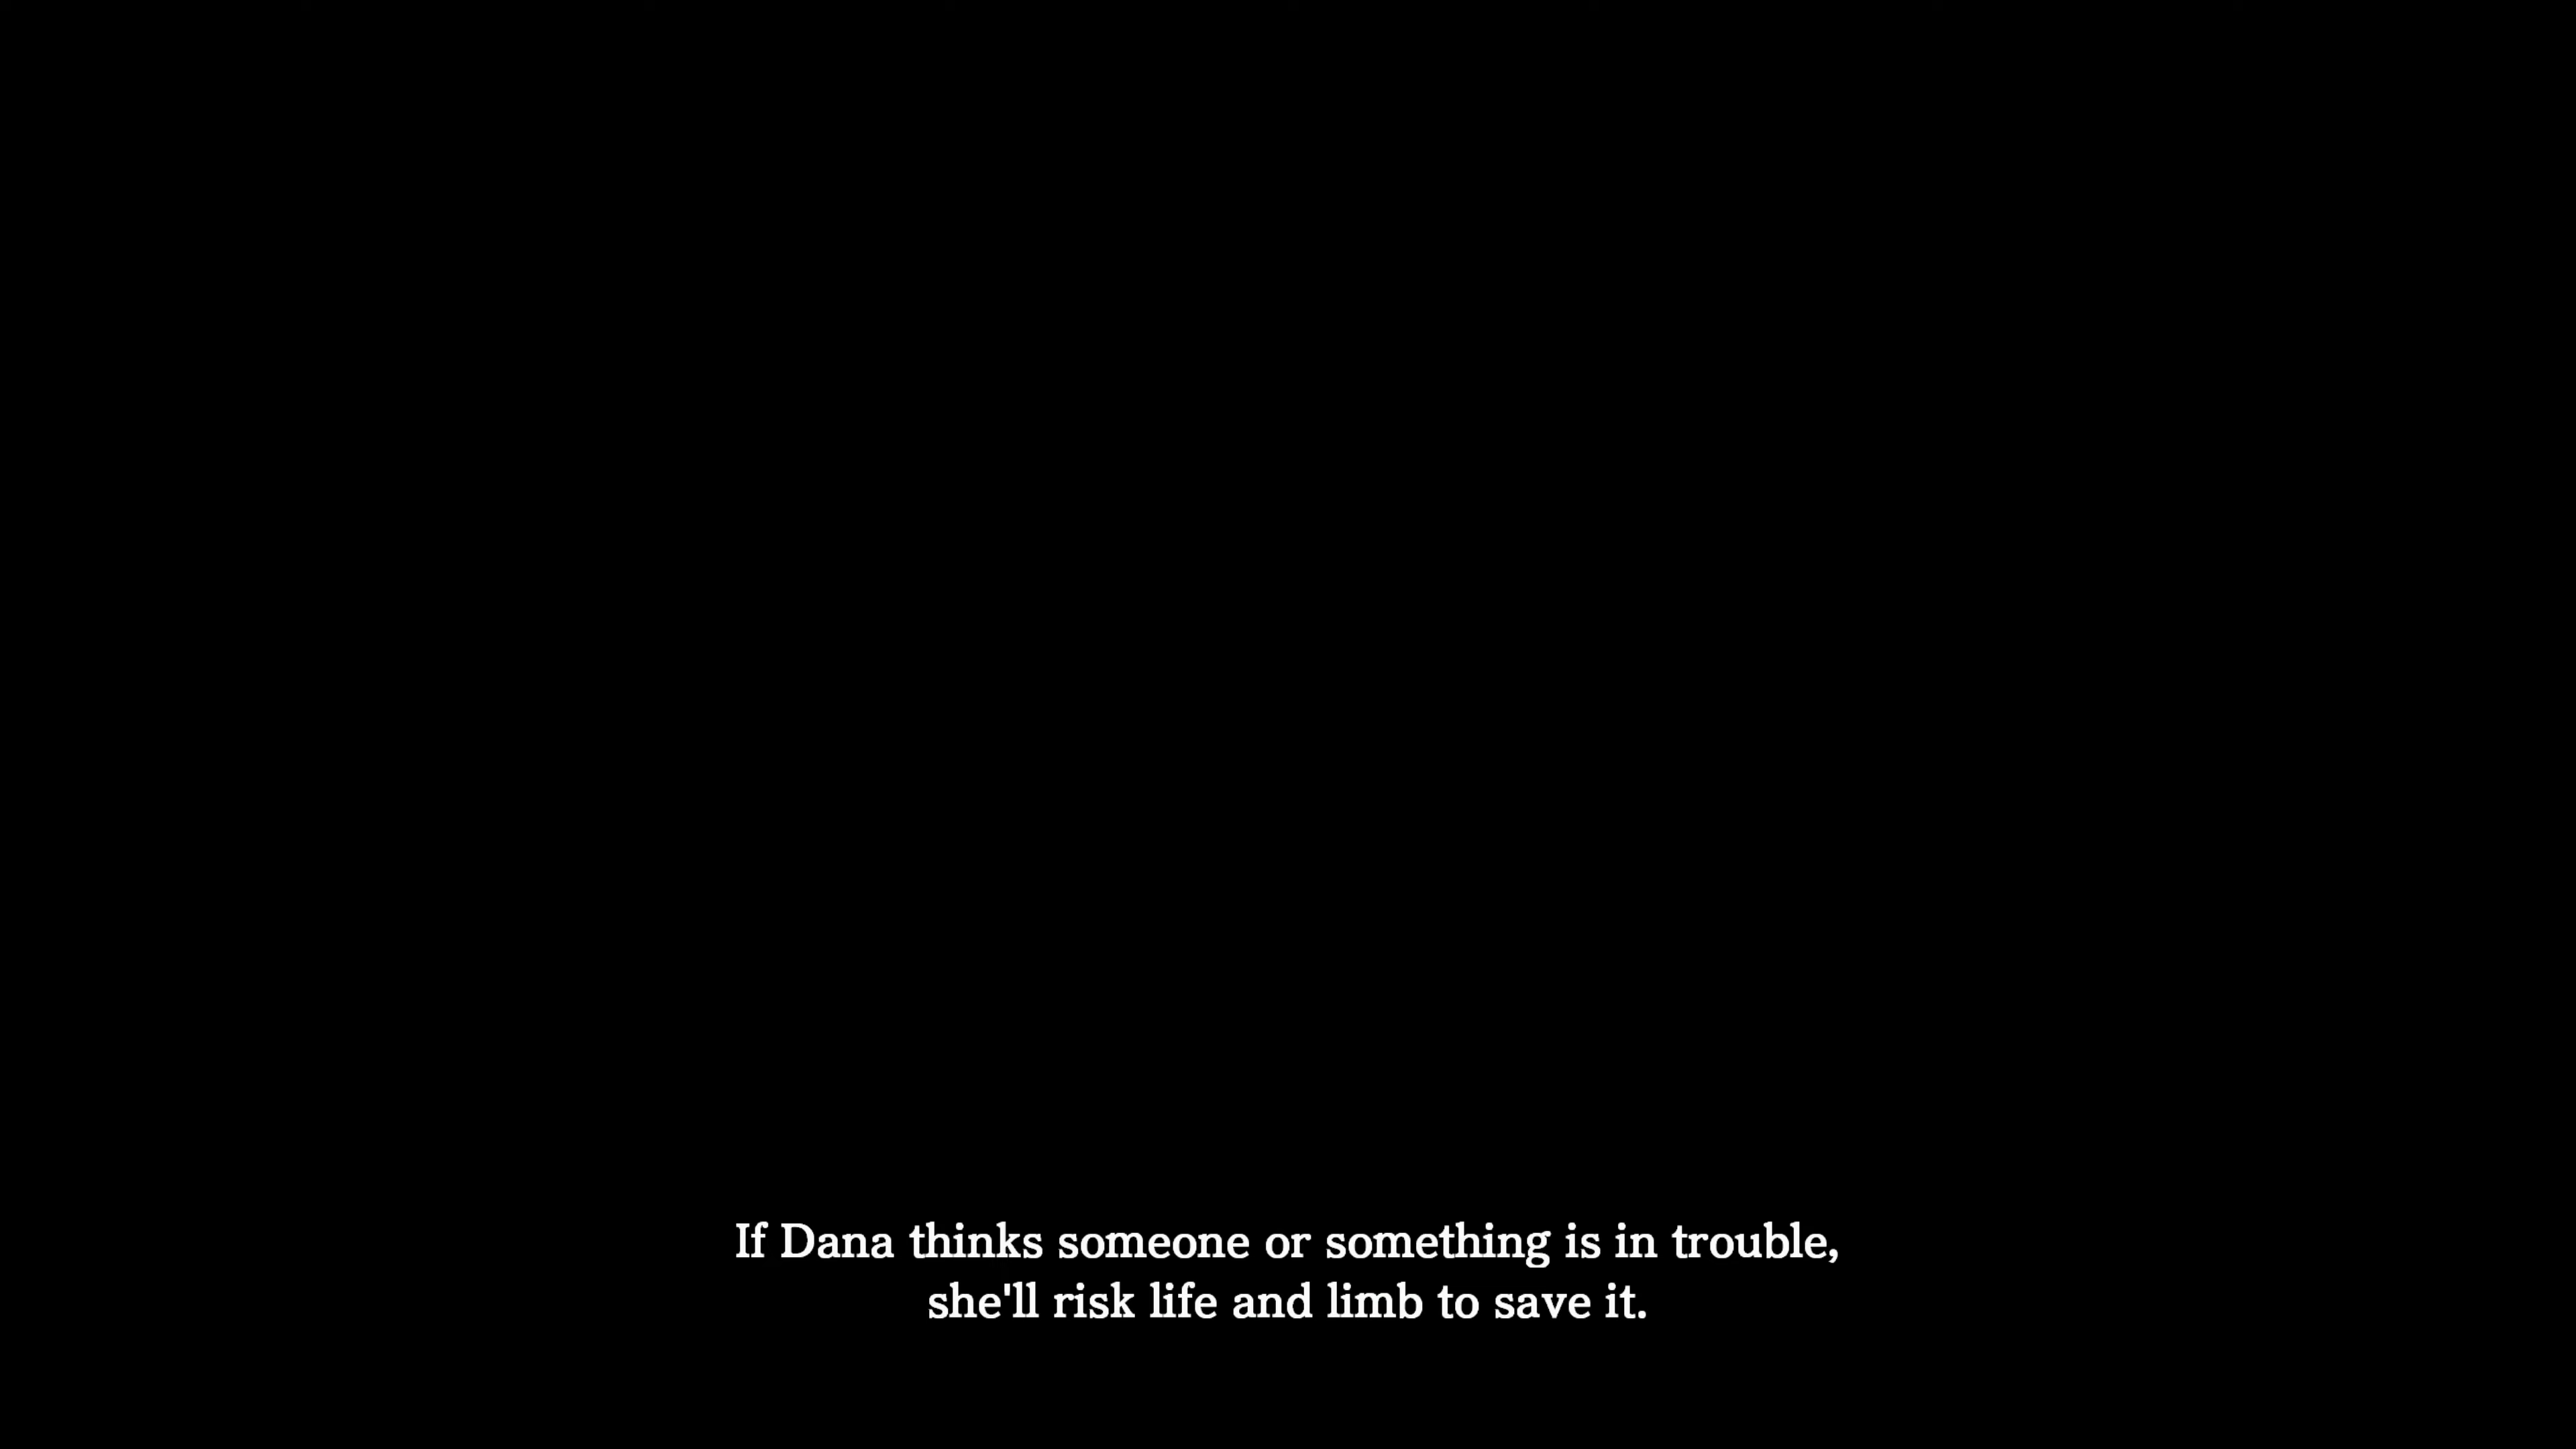 If Dana thinks someone or something is in trouble,
she'll risk life and limb to save it.